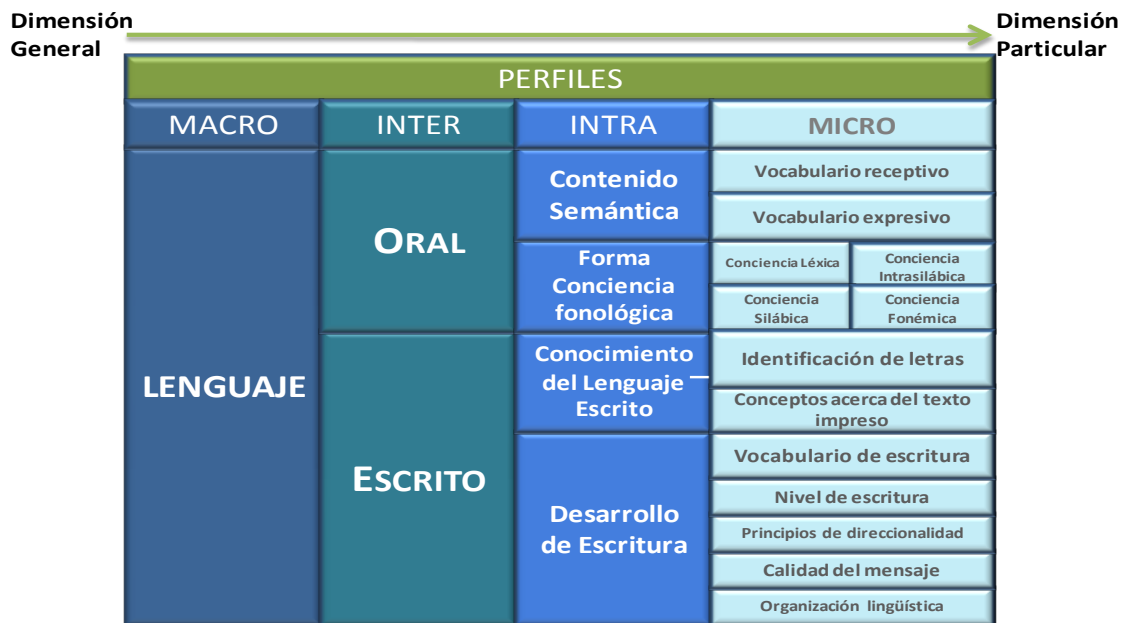 Dimensión
General
Dimensión
Particular
PERFILES
MACRO
INTER
INTRA
MICRO
LENGUAJE
ORAL
ESCRITO
Contenido
Semántica
Forma
Conciencia
fonológica
Conocimiento
del Lenguaje
Escrito
Desarrollo
de Escritura
Vocabulario receptivo
Vocabulario expresivo
Conciencia Léxica
Conciencia
Intrasilábica
Conciencia
Silábica
Conciencia
Fonémica
Identificación de letras
Conceptos acerca del texto
impreso
Vocabulario de escritura
Nivel de escritura
Principios de direccionalidad
Calidad del mensaje
Organización lingüística